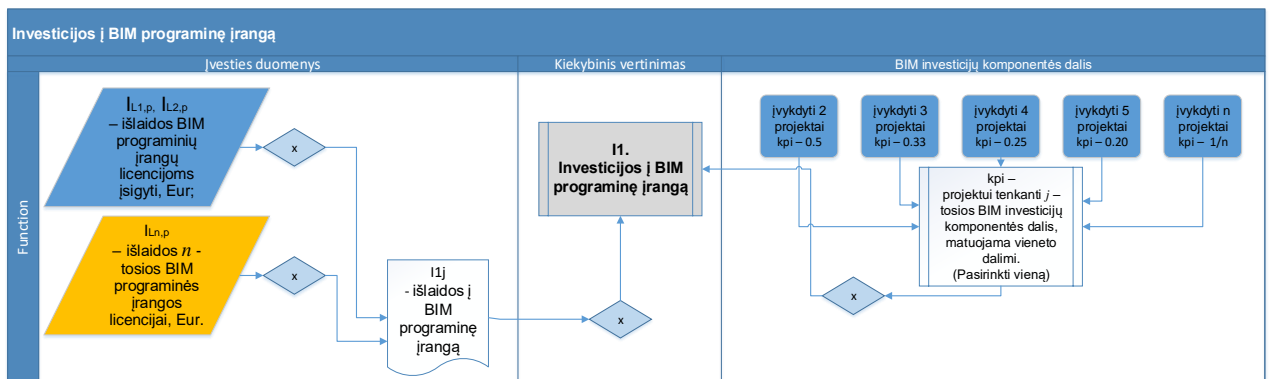 Investicijos į BIM programinę įrangą
Įvesties duomenys
Kiekybinis vertinimas
BIM investicijų komponentės dalis
Function
IL1,p, IL2,p
– išlaidos BIM
programinių
įrangų
licencijoms
įsigyti, Eur;
x
ILn,p
– išlaidos n -
tosios BIM
programinės
įrangos
licencijai, Eur.
x
I1j
- išlaidos į
BIM
programinę
įrangą
I1.
Investicijos į BIM
programinę įrangą
x
įvykdyti 2
projektai
kpi – 0.5
įvykdyti 3
projektai
kpi – 0.33
įvykdyti 4
projektai
kpi – 0.25
įvykdyti 5
projektai
kpi – 0.20
įvykdyti n
projektai
kpi – 1/n
kpi –
projektui tenkanti j –
tosios BIM investicijų
komponentės dalis,
matuojama vieneto
dalimi.
(Pasirinkti vieną)
x